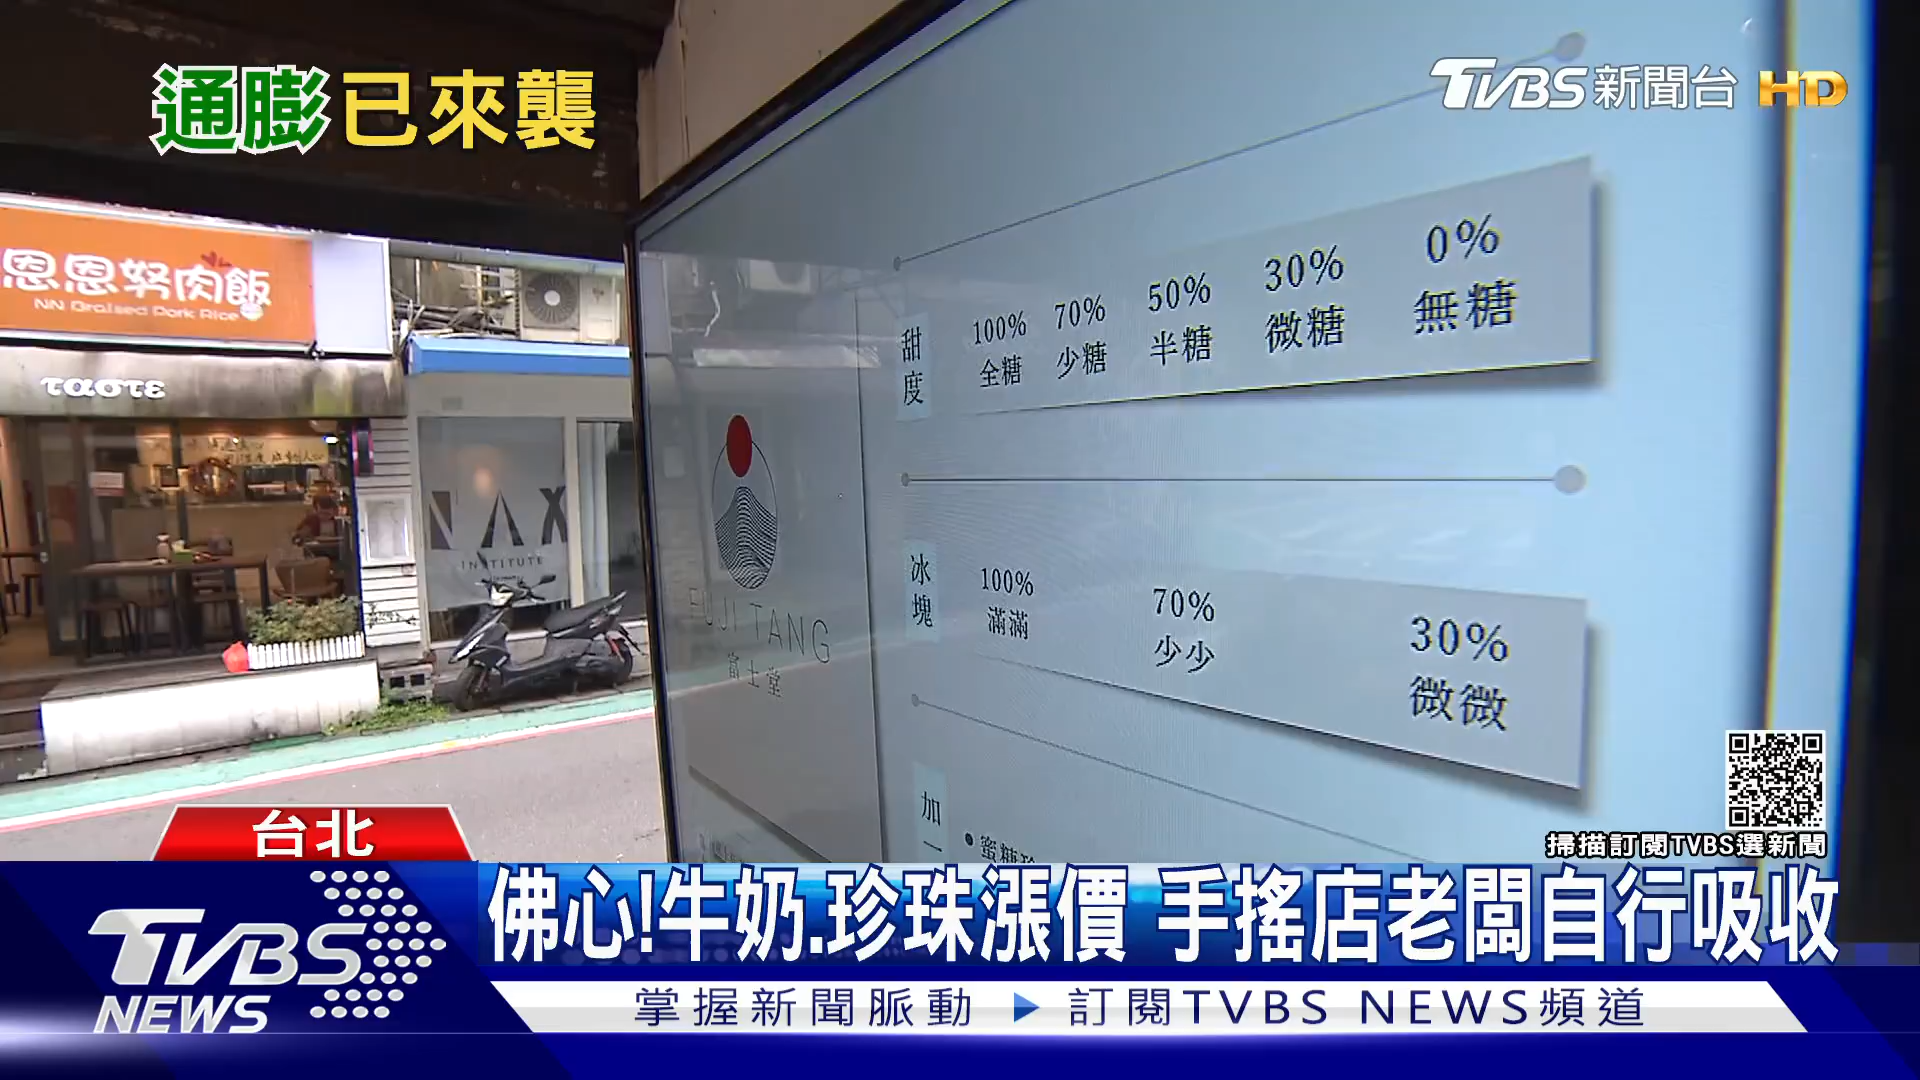 通膨已來襲
TVBS新聞台 HD
恩恩努肉飯
NN Braised Pork Rice
ταστε
NAX
INSTITUTE
FUJI TANG
富士堂
甜度
100% 70% 50% 30% 0%
全糖 少糖 半糖 微糖 無糖
冰塊
100% 70% 30%
滿滿 少少 微微
加
蜜糖
掃描訂閱TVBS選新聞
台北
TVBS NEWS
佛心!牛奶.珍珠漲價 手搖店老闆自行吸收
掌握新聞脈動 ▶ 訂閱TVBS NEWS頻道